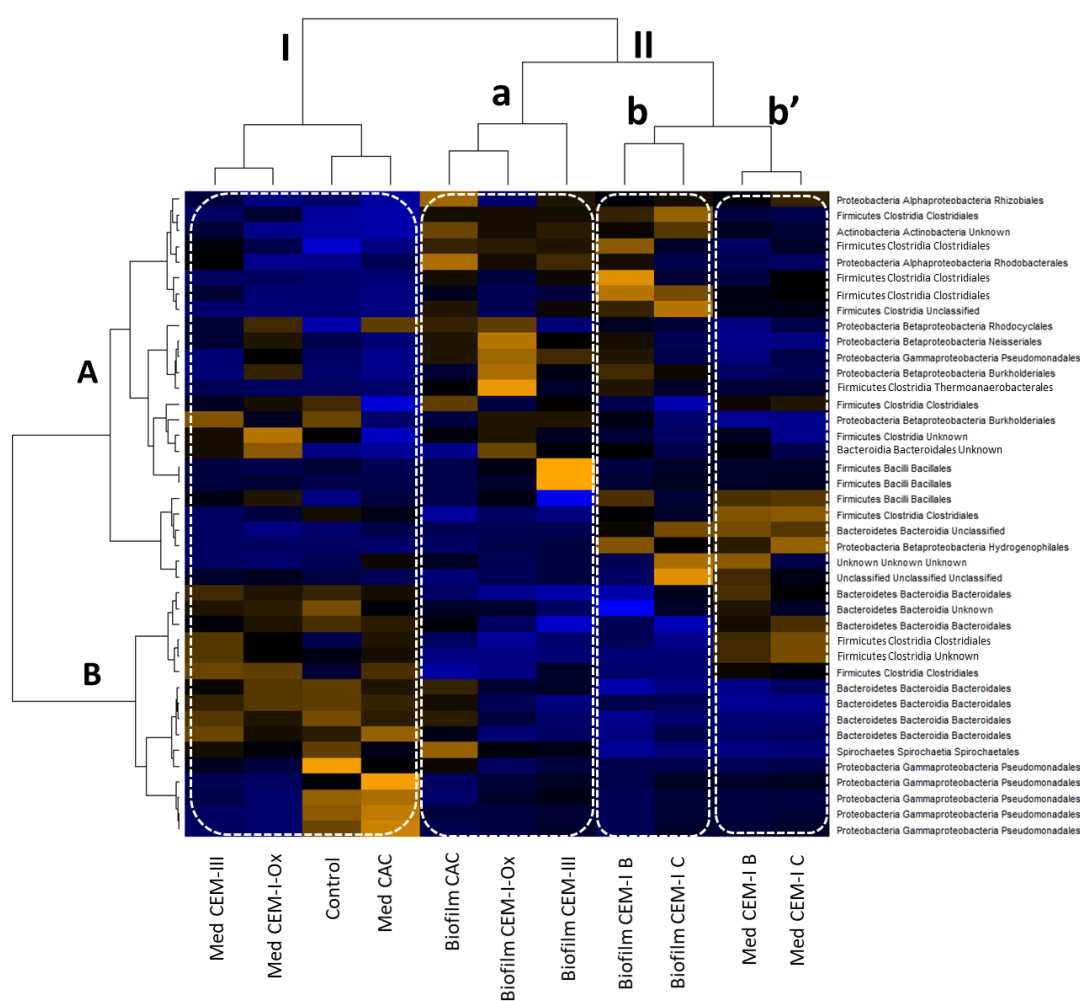 I
II
a
b
b’
A
B
Proteobacteria Alphaproteobacteria Rhizobiales
Firmicutes Clostridia Clostridiales
Actinobacteria Actinobacteria Unknown
Firmicutes Clostridia Clostridiales
Proteobacteria Alphaproteobacteria Rhodobacterales
Firmicutes Clostridia Clostridiales
Firmicutes Clostridia Clostridiales
Firmicutes Clostridia Unclassified
Proteobacteria Betaproteobacteria Rhodocyclales
Proteobacteria Betaproteobacteria Neisseriales
Proteobacteria Gammaproteobacteria Pseudomonadales
Proteobacteria Betaproteobacteria Burkholderiales
Firmicutes Clostridia Thermoanaerobacterales
Firmicutes Clostridia Clostridiales
Proteobacteria Betaproteobacteria Burkholderiales
Firmicutes Clostridia Unknown
Bacteroidia Bacteroidales Unknown
Firmicutes Bacilli Bacillales
Firmicutes Bacilli Bacillales
Firmicutes Bacilli Bacillales
Firmicutes Clostridia Clostridiales
Bacteroidetes Bacteroidia Unclassified
Proteobacteria Betaproteobacteria Hydrogenophilales
Unknown Unknown Unknown
Unclassified Unclassified Unclassified
Bacteroidetes Bacteroidia Bacteroidales
Bacteroidetes Bacteroidia Unknown
Bacteroidetes Bacteroidia Bacteroidales
Firmicutes Clostridia Clostridiales
Firmicutes Clostridia Unknown
Firmicutes Clostridia Clostridiales
Bacteroidetes Bacteroidia Bacteroidales
Bacteroidetes Bacteroidia Bacteroidales
Bacteroidetes Bacteroidia Bacteroidales
Bacteroidetes Bacteroidia Bacteroidales
Spirochaetes Spirochaetia Spirochaetales
Proteobacteria Gammaproteobacteria Pseudomonadales
Proteobacteria Gammaproteobacteria Pseudomonadales
Proteobacteria Gammaproteobacteria Pseudomonadales
Proteobacteria Gammaproteobacteria Pseudomonadales
Proteobacteria Gammaproteobacteria Pseudomonadales
Med CEM-III
Med CEM-I-Ox
Control
Med CAC
Biofilm CAC
Biofilm CEM-I-Ox
Biofilm CEM-III
Biofilm CEM-I B
Biofilm CEM-I C
Med CEM-I B
Med CEM-I C